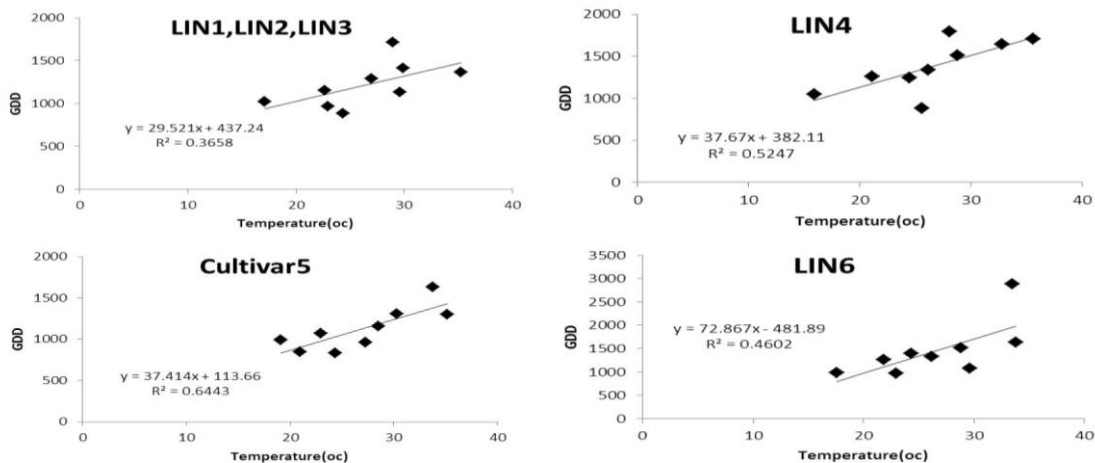 LIN1,LIN2,LIN3
2000
1500
1000
500
0
GDD
y = 29.521x + 437.24
R² = 0.3658
0 10 20 30 40
Temperature(oc)
LIN4
2000
1500
1000
500
0
GDD
y = 37.67x + 382.11
R² = 0.5247
0 10 20 30 40
Temperature(oc)
Cultivar5
2000
1500
1000
500
0
GDD
y = 37.414x + 113.66
R² = 0.6443
0 10 20 30 40
Temperature(oc)
LIN6
3500
3000
2500
2000
1500
1000
500
0
GDD
y = 72.867x - 481.89
R² = 0.4602
0 10 20 30 40
Temperature(oc)